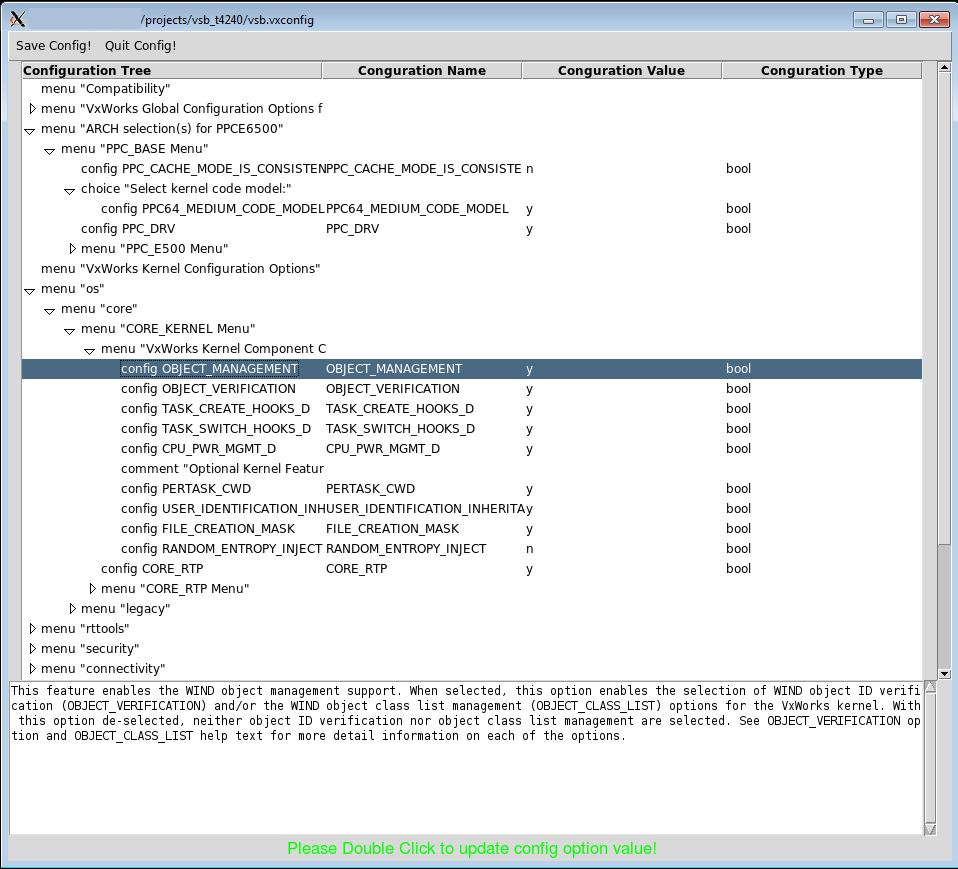 /projects/vsb_t4240/vsb.vxconfig
Save Config! Quit Config!
Configuration Tree Conguration Name Conguration Value Conguration Type
menu "Compatibility"
menu "VxWorks Global Configuration Options f
menu "ARCH selection(s) for PPCE6500"
menu "PPC_BASE Menu"
config PPC_CACHE_MODE_IS_CONSISTEN PPC_CACHE_MODE_IS_CONSISTE n bool
choice "Select kernel code model:"
config PPC64_MEDIUM_CODE_MODEL PPC64_MEDIUM_CODE_MODEL y bool
config PPC_DRV PPC_DRV y bool
menu "PPC_E500 Menu"
menu "VxWorks Kernel Configuration Options"
menu "os"
menu "core"
menu "CORE_KERNEL Menu"
menu "VxWorks Kernel Component C
config OBJECT_MANAGEMENT OBJECT_MANAGEMENT y bool
config OBJECT_VERIFICATION OBJECT_VERIFICATION y bool
config TASK_CREATE_HOOKS_D TASK_CREATE_HOOKS_D y bool
config TASK_SWITCH_HOOKS_D TASK_SWITCH_HOOKS_D y bool
config CPU_PWR_MGMT_D CPU_PWR_MGMT_D y bool
comment "Optional Kernel Featur
config PERTASK_CWD PERTASK_CWD y bool
config USER_IDENTIFICATION_INH USER_IDENTIFICATION_INHERITA y bool
config FILE_CREATION_MASK FILE_CREATION_MASK y bool
config RANDOM_ENTROPY_INJECT RANDOM_ENTROPY_INJECT n bool
config CORE_RTP CORE_RTP y bool
menu "CORE_RTP Menu"
menu "legacy"
menu "rttools"
menu "security"
menu "connectivity"
This feature enables the WIND object management support. When selected, this option enables the selection of WIND object ID verifi
cation (OBJECT_VERIFICATION) and/or the WIND object class list management (OBJECT_CLASS_LIST) options for the VxWorks kernel. With
this option de-selected, neither object ID verification nor object class list management are selected. See OBJECT_VERIFICATION op
tion and OBJECT_CLASS_LIST help text for more detail information on each of the options.
Please Double Click to update config option value!